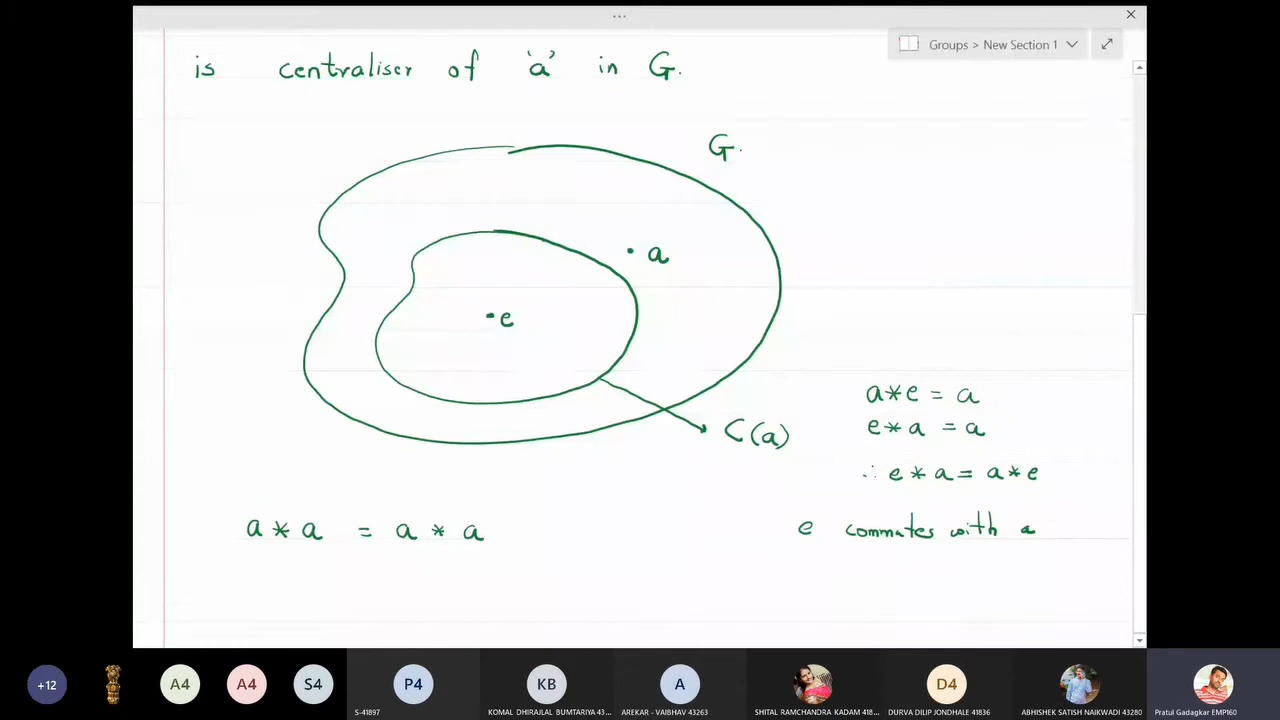 Groups > New Section 1
is centraliser of 'a' in G.
G.
a
e
a * e = a
e * a = a
C(a)
∴ e * a = a * e
a * a = a * a
e commates with a
+12
A4
A4
S4
P4
KB
A
D4
S-41897
KOMAL DHIRAJLAL BUMTARIYA 43...
AREKAR - VAIBHAV 43263
SHITAL RAMCHANDRA KADAM 418...
DURVA DILIP JONDHALE 41836
ABHISHEK SATISH NAIKWADI 43280
Pratul Gadagkar EMP160